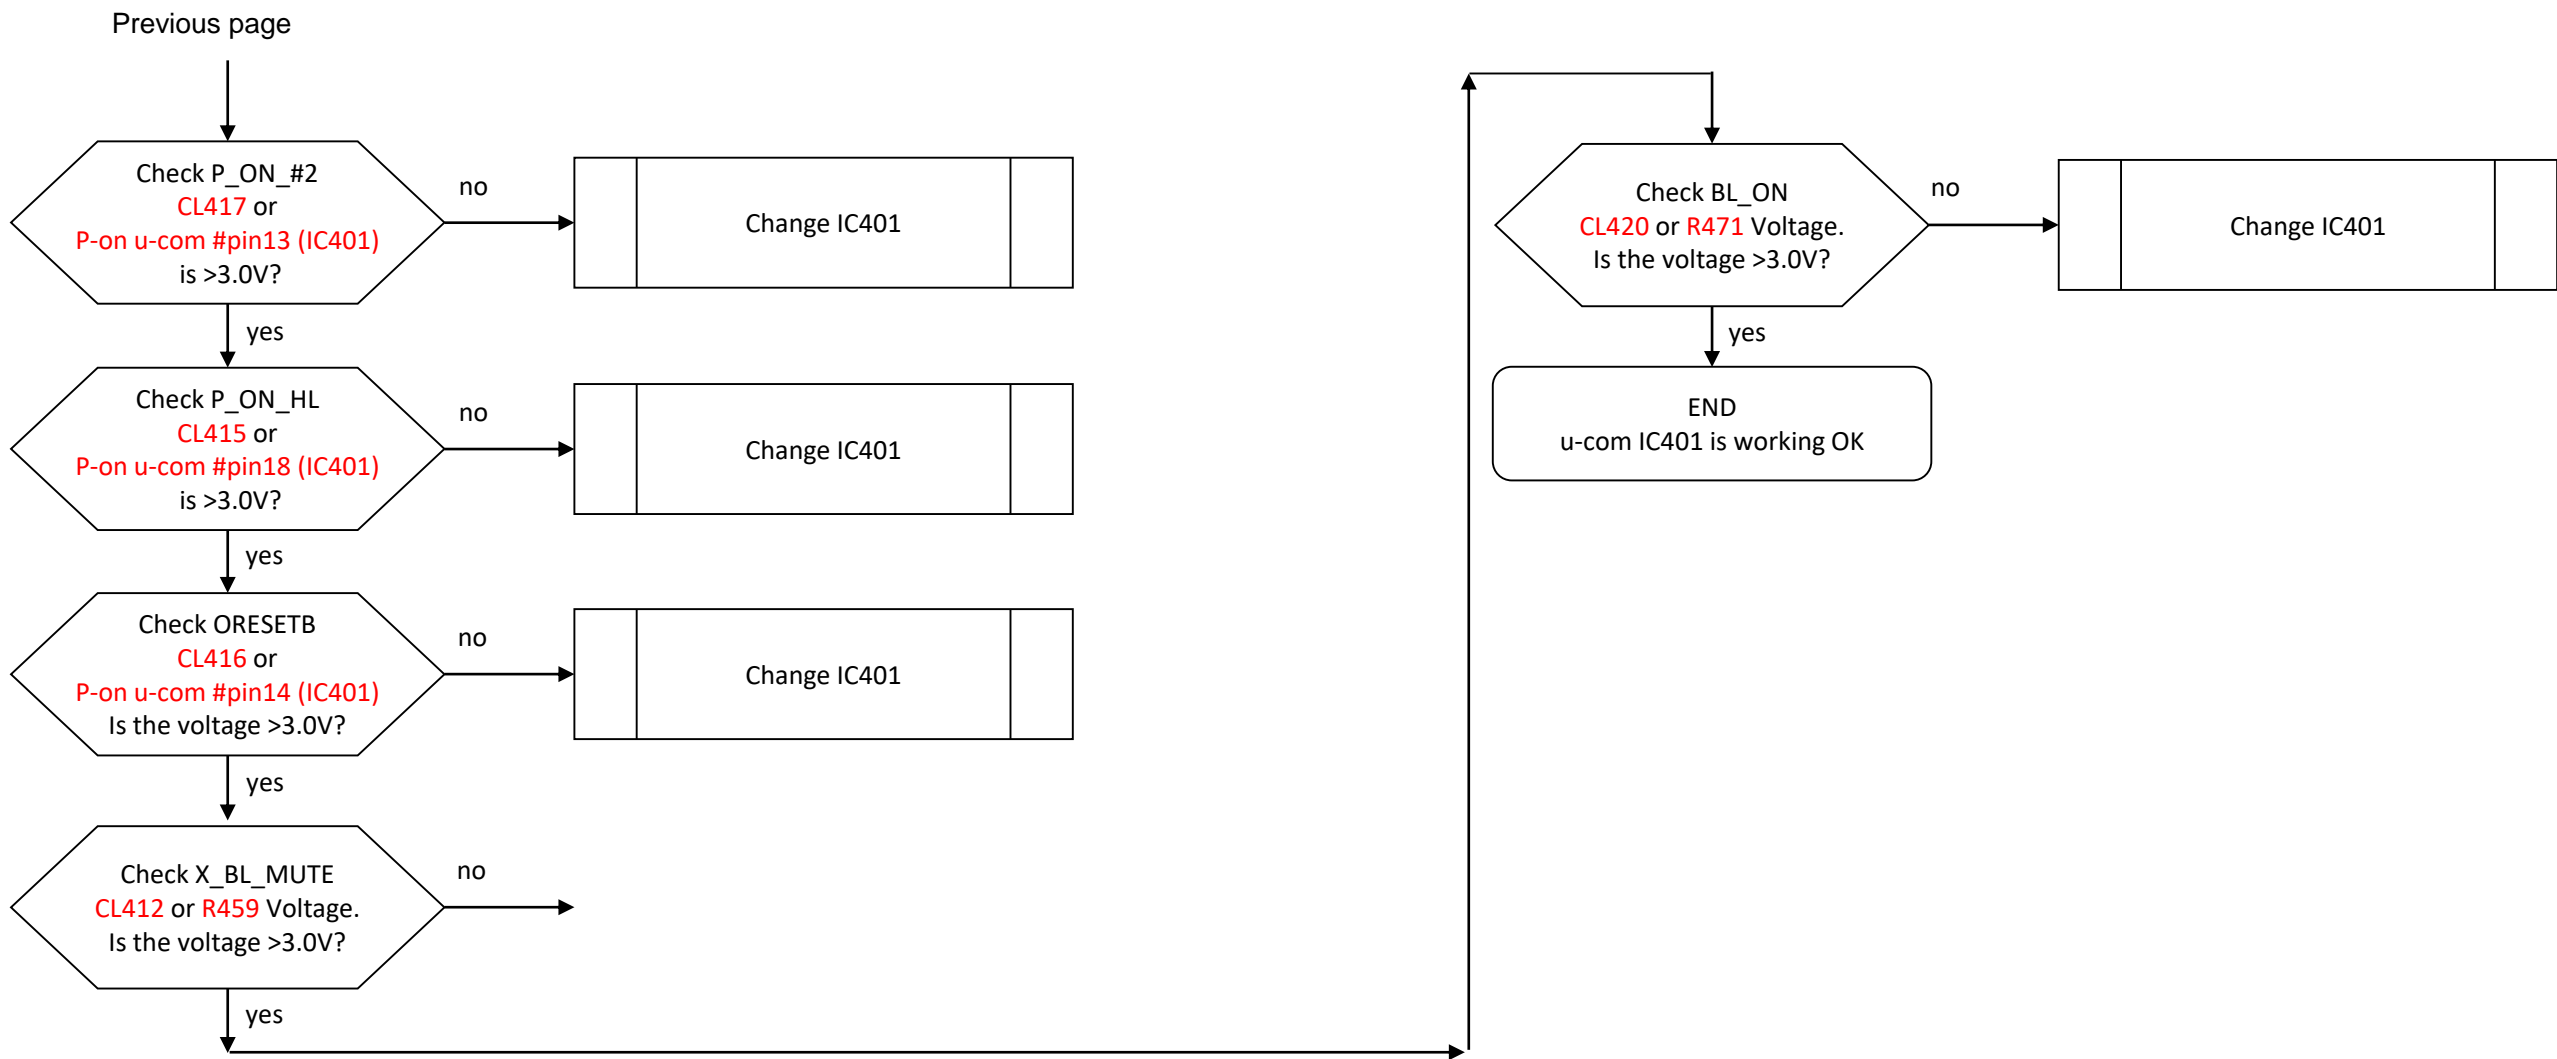 Previous page
Check P_ON_#2
CL417 or
P-on u-com #pin13 (IC401)
is >3.0V?
no
Change IC401
yes
Check P_ON_HL
CL415 or
P-on u-com #pin18 (IC401)
is >3.0V?
no
Change IC401
yes
Check ORESETB
CL416 or
P-on u-com #pin14 (IC401)
Is the voltage >3.0V?
no
Change IC401
yes
Check X_BL_MUTE
CL412 or R459 Voltage.
Is the voltage >3.0V?
no
yes
Check BL_ON
CL420 or R471 Voltage.
Is the voltage >3.0V?
no
Change IC401
yes
END
u-com IC401 is working OK